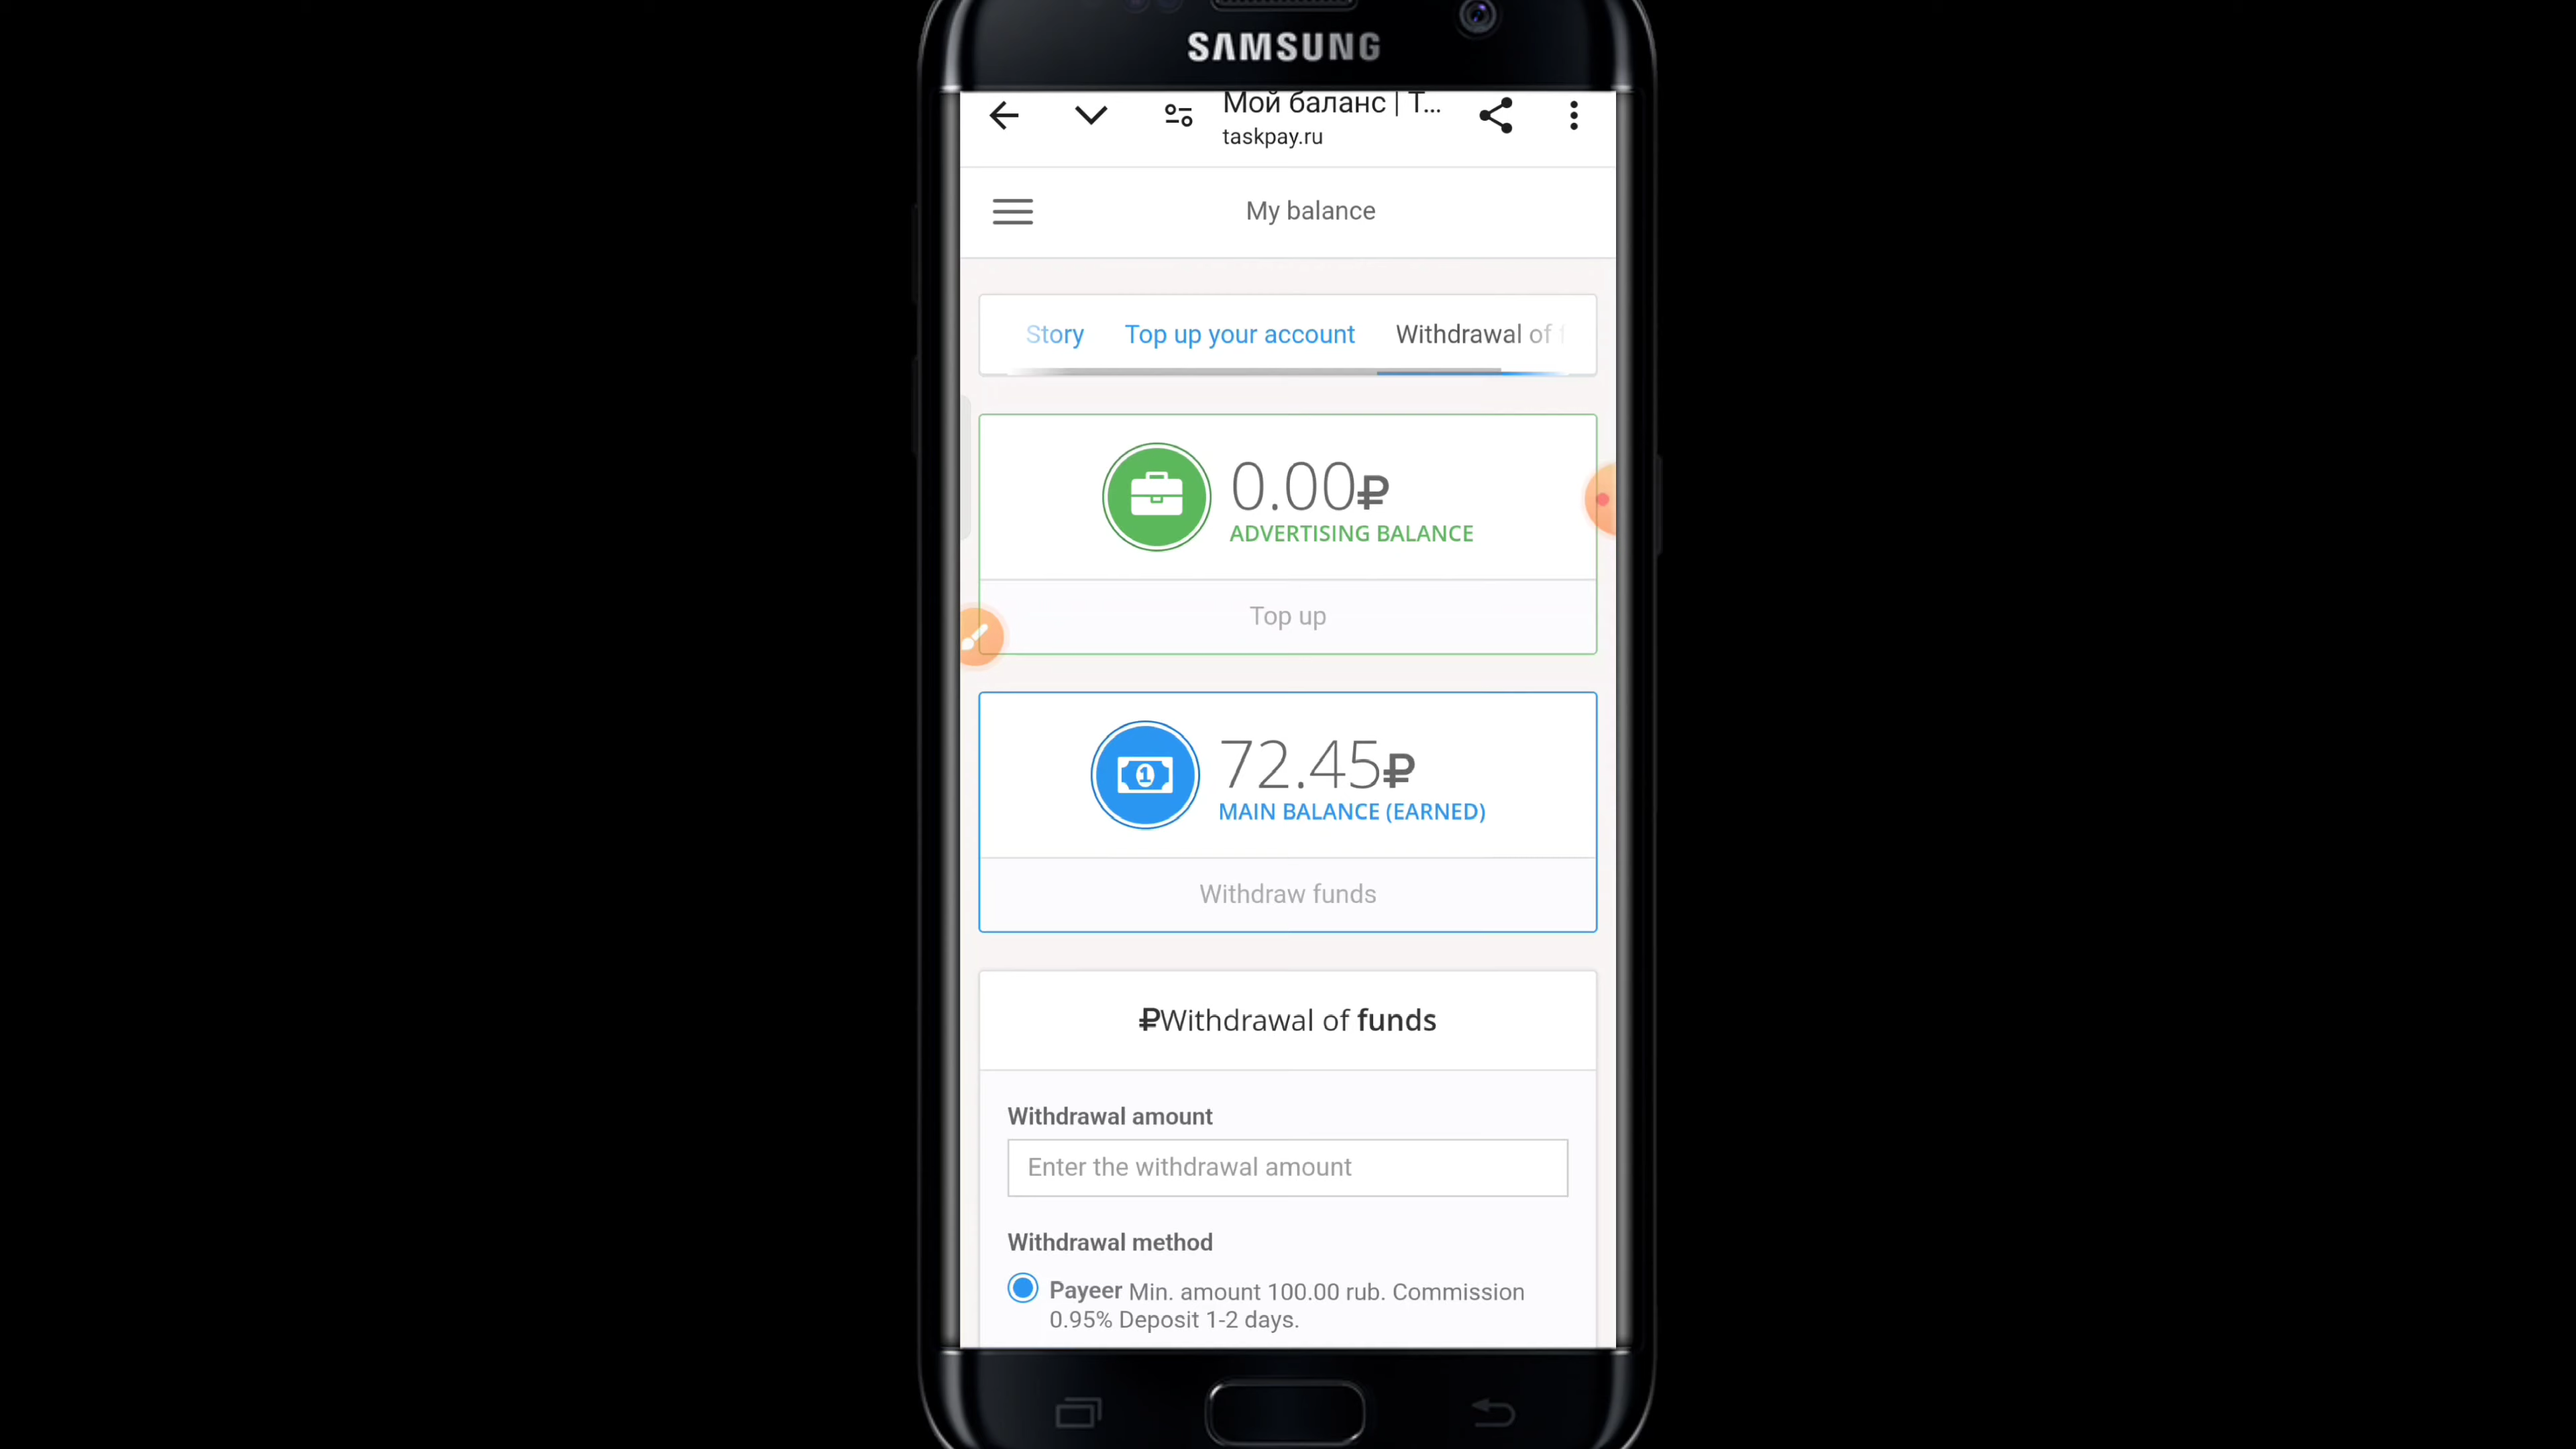 SAMSUNG
Мой баланс | T...
taskpay.ru
My balance
Story Top up your account Withdrawal of
0.00₽
ADVERTISING BALANCE
Top up
72.45₽
MAIN BALANCE (EARNED)
Withdraw funds
₽Withdrawal of funds
Withdrawal amount
Enter the withdrawal amount
Withdrawal method
Payeer Min. amount 100.00 rub. Commission
0.95% Deposit 1-2 days.